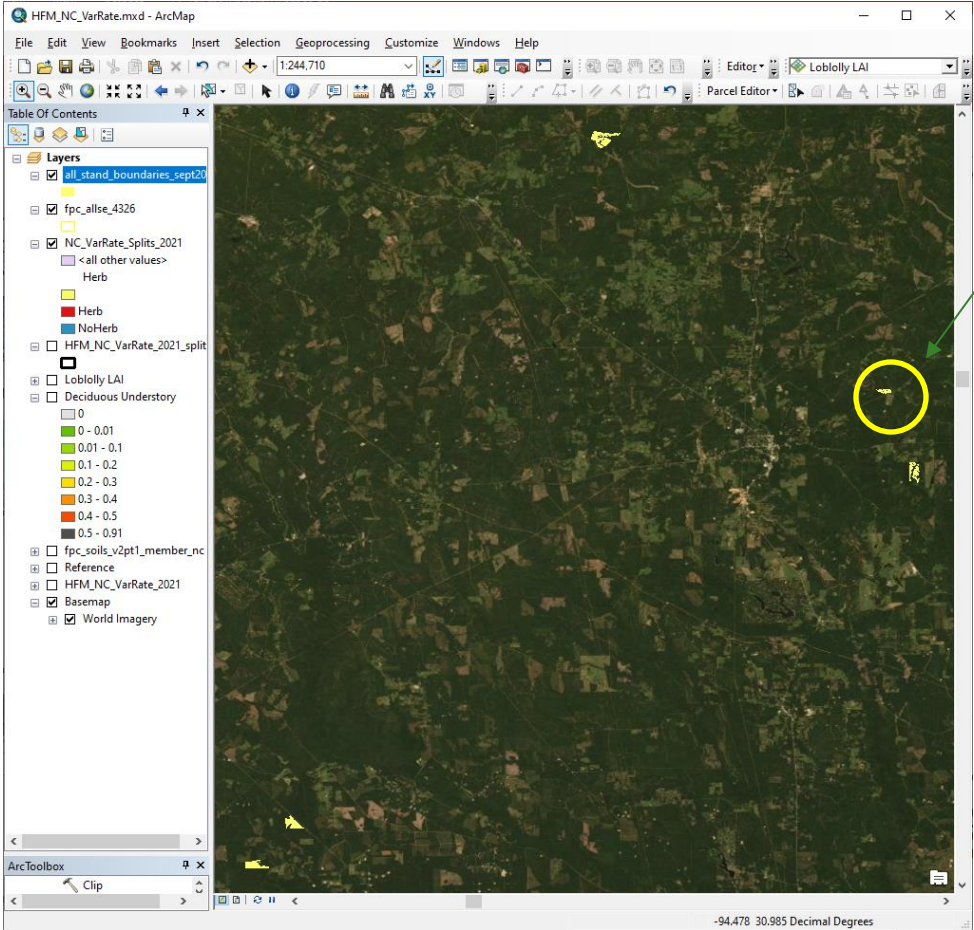 HFM_NC_VarRate.mxd - ArcMap
File Edit View Bookmarks Insert Selection Geoprocessing Customize Windows Help
1:244,710 Editor Loblolly LAI
Parcel Editor
Table Of Contents
Layers
all_stand_boundaries_sept20
fpc_allse_4326
NC_VarRate_Splits_2021
<all other values>
Herb
Herb
NoHerb
HFM_NC_VarRate_2021_split
Loblolly LAI
Deciduous Understory
0
0 - 0.01
0.01 - 0.1
0.1 - 0.2
0.2 - 0.3
0.3 - 0.4
0.4 - 0.5
0.5 - 0.91
fpc_soils_v2pt1_member_nc
Reference
HFM_NC_VarRate_2021
Basemap
World Imagery
ArcToolbox
Clip
-94.478 30.985 Decimal Degrees